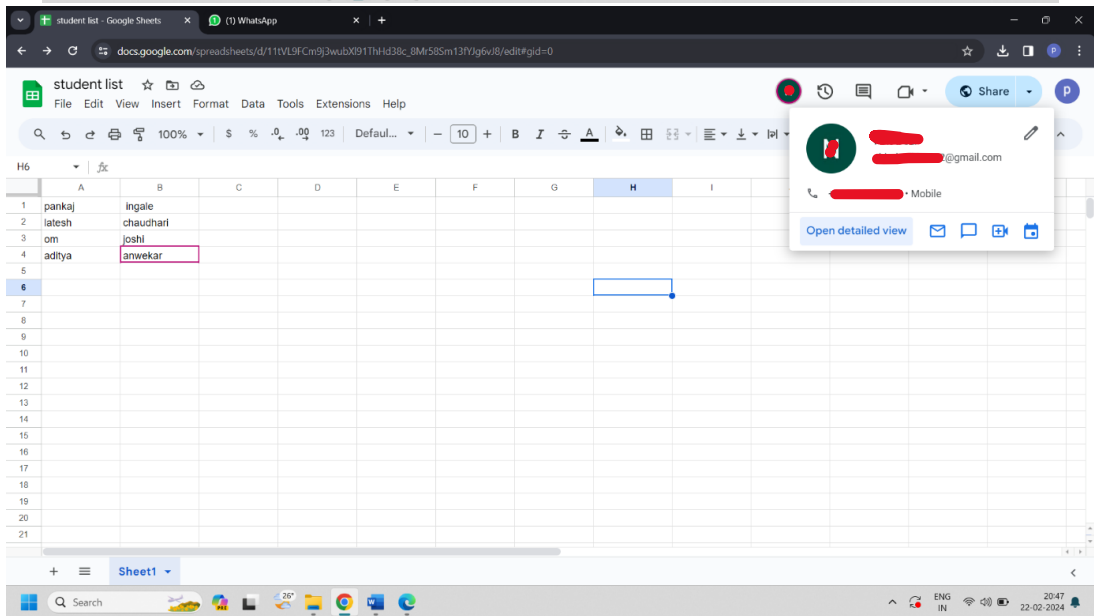 student list - Google Sheets
(1) WhatsApp
docs.google.com/spreadsheets/d/11tVL9FCm9j3wubXl91ThHd38c_8Mr58Sm13fYJg6vJ8/edit#gid=0
P
student list
Share
p
File Edit View Insert Format Data Tools Extensions Help
100% $ % .0 .00 123 Defaul... 10 B I A
@gmail.com
Mobile
Open detailed view
H6 fx
A B C D E F G H I
1 pankaj ingale
2 latesh chaudhari
3 om joshi
4 aditya anwekar
5
6
7
8
9
10
11
12
13
14
15
16
17
18
19
20
21
Sheet1
Search
26°
ENG
IN
20:47
22-02-2024